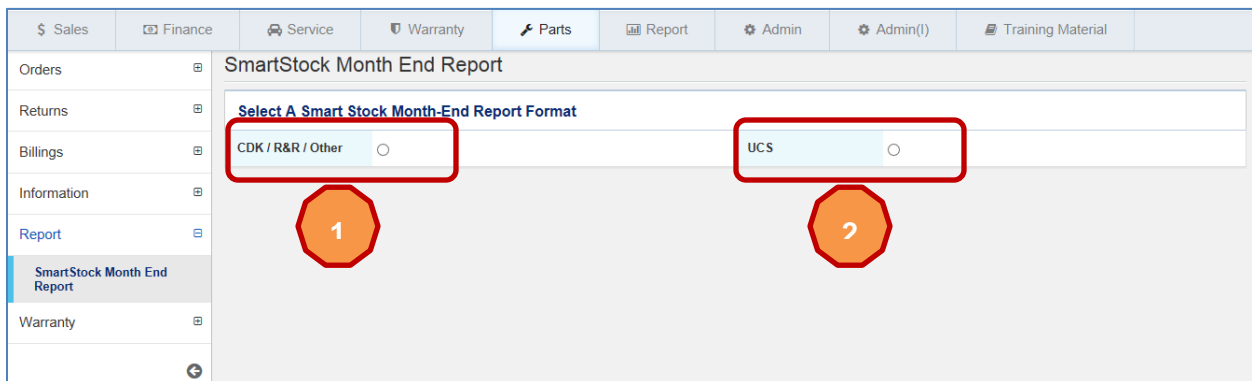 $ Sales
Finance
Service
Warranty
Parts
Report
Admin
Admin(I)
Training Material
Orders
Returns
Billings
Information
Report
SmartStock Month End
Report
Warranty
SmartStock Month End Report
Select A Smart Stock Month-End Report Format
CDK / R&R / Other
UCS
1
2